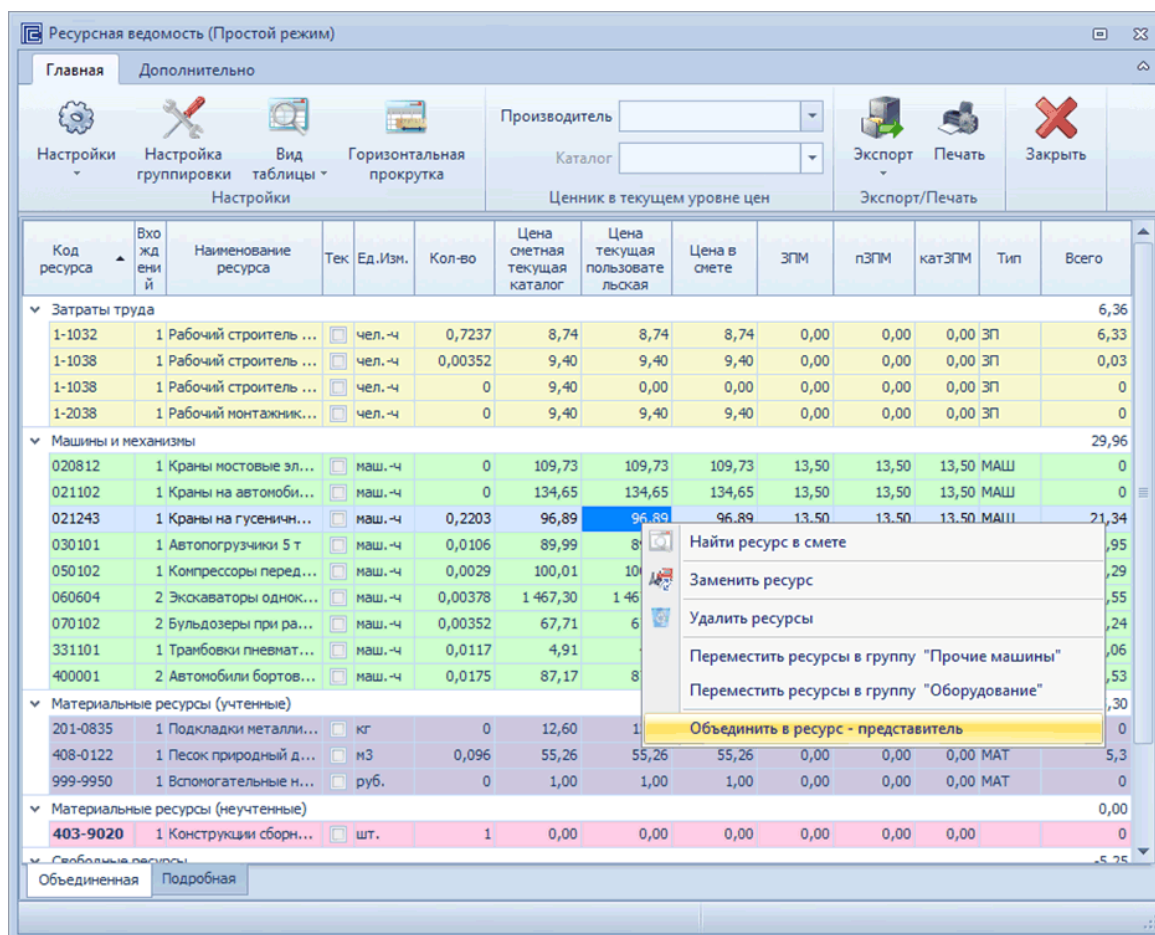 Ресурсная ведомость (Простой режим)
Главная Дополнительно
Производитель
Каталог
Настройки Настройка группировки Вид таблицы Горизонтальная прокрутка Экспорт Печать Закрыть
Настройки Ценник в текущем уровне цен Экспорт/Печать
Код ресурса Вхождений Наименование ресурса Тек Ед.Изм. Кол-во Цена сметная текущая каталог Цена текущая пользовательская Цена в смете ЗПМ пЗПМ катЗПМ Тип Всего
Затраты труда 6,36
1-1032 1 Рабочий строитель ... чел.-ч 0,7237 8,74 8,74 8,74 0,00 0,00 0,00 ЗП 6,33
1-1038 1 Рабочий строитель ... чел.-ч 0,00352 9,40 9,40 9,40 0,00 0,00 0,00 ЗП 0,03
1-1038 1 Рабочий строитель ... чел.-ч 0 9,40 0,00 0,00 0,00 0,00 0,00 ЗП 0
1-2038 1 Рабочий монтажник... чел.-ч 0 9,40 9,40 9,40 0,00 0,00 0,00 ЗП 0
Машины и механизмы 29,96
020812 1 Краны мостовые эл... маш.-ч 0 109,73 109,73 109,73 13,50 13,50 13,50 МАШ 0
021102 1 Краны на автомоби... маш.-ч 0 134,65 134,65 134,65 13,50 13,50 13,50 МАШ 0
021243 1 Краны на гусеничн... маш.-ч 0,2203 96,89 96,89 96,89 13,50 13,50 13,50 МАШ 21,34
030101 1 Автопогрузчики 5 т маш.-ч 0,0106 89,99 8 ,95
050102 1 Компрессоры перед... маш.-ч 0,0029 100,01 10 ,29
060604 2 Экскаваторы однок... маш.-ч 0,00378 1 467,30 1 46 ,55
070102 2 Бульдозеры при ра... маш.-ч 0,00352 67,71 6 ,24
331101 1 Трамбовки пневмат... маш.-ч 0,0117 4,91 ,06
400001 2 Автомобили бортов... маш.-ч 0,0175 87,17 8 ,53
Найти ресурс в смете
Заменить ресурс
Удалить ресурсы
Переместить ресурсы в группу "Прочие машины"
Переместить ресурсы в группу "Оборудование"
Объединить в ресурс - представитель
Материальные ресурсы (учтенные) ,30
201-0835 1 Подкладки металли... кг 0 12,60 1 0
408-0122 1 Песок природный д... м3 0,096 55,26 55,26 55,26 0,00 0,00 0,00 МАТ 5,3
999-9950 1 Вспомогательные н... руб. 0 1,00 1,00 1,00 0,00 0,00 0,00 МАТ 0
Материальные ресурсы (неучтенные) 0,00
403-9020 1 Конструкции сборн... шт. 1 0,00 0,00 0,00 0,00 0,00 0,00 0
Свободные ресурсы -5,25
Объединенная Подробная